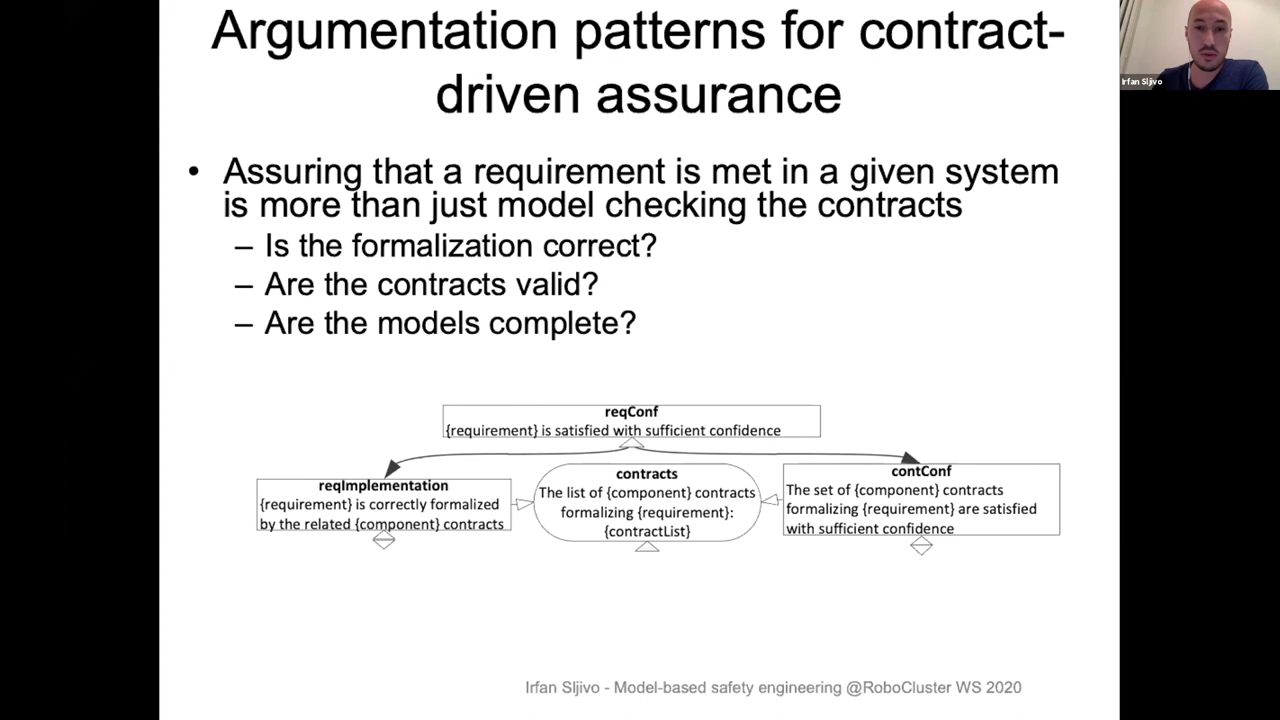 Argumentation patterns for contract-
driven assurance
Irfan Sljivo
• Assuring that a requirement is met in a given system
is more than just model checking the contracts
– Is the formalization correct?
– Are the contracts valid?
– Are the models complete?
reqConf
{requirement} is satisfied with sufficient confidence
reqImplementation
{requirement} is correctly formalized
by the related {component} contracts
contracts
The list of {component} contracts
formalizing {requirement}:
{contractList}
contConf
The set of {component} contracts
formalizing {requirement} are satisfied
with sufficient confidence
Irfan Sljivo - Model-based safety engineering @RoboCluster WS 2020